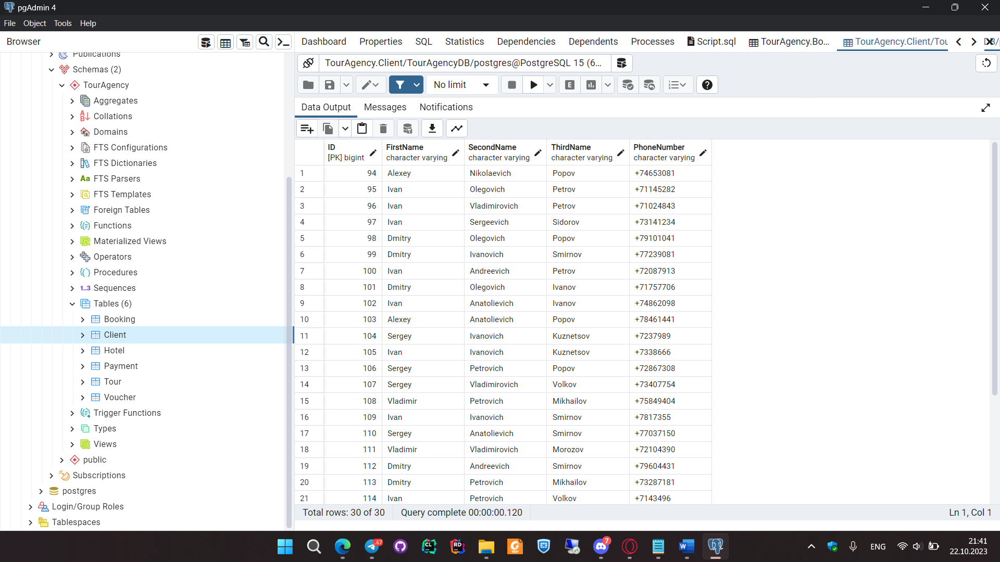 pgAdmin 4
File Object Tools Help
Browser
Dashboard Properties SQL Statistics Dependencies Dependents Processes Script.sql TourAgency.Bo... TourAgency.Client/Tou
Publications
Schemas (2)
TourAgency
Aggregates
Collations
Domains
FTS Configurations
FTS Dictionaries
Aa FTS Parsers
FTS Templates
Foreign Tables
Functions
Materialized Views
Operators
Procedures
1..3 Sequences
Tables (6)
Booking
Client
Hotel
Payment
Tour
Voucher
Trigger Functions
Types
Views
public
Subscriptions
postgres
Login/Group Roles
Tablespaces
TourAgency.Client/TourAgencyDB/postgres@PostgreSQL 15 (6...
No limit E
Data Output Messages Notifications
ID FirstName SecondName ThirdName PhoneNumber
[PK] bigint character varying character varying character varying character varying
1 94 Alexey Nikolaevich Popov +74653081
2 95 Ivan Olegovich Petrov +71145282
3 96 Ivan Vladimirovich Petrov +71024843
4 97 Ivan Sergeevich Sidorov +73141234
5 98 Dmitry Olegovich Popov +79101041
6 99 Dmitry Ivanovich Smirnov +77239081
7 100 Ivan Andreevich Petrov +72087913
8 101 Dmitry Olegovich Ivanov +71757706
9 102 Ivan Anatolievich Ivanov +74862098
10 103 Alexey Anatolievich Popov +78461441
11 104 Sergey Ivanovich Kuznetsov +7237989
12 105 Ivan Ivanovich Kuznetsov +7338666
13 106 Sergey Petrovich Popov +72867308
14 107 Sergey Vladimirovich Volkov +73407754
15 108 Vladimir Petrovich Mikhailov +75849404
16 109 Ivan Ivanovich Smirnov +7817355
17 110 Sergey Anatolievich Smirnov +77037150
18 111 Vladimir Vladimirovich Morozov +72104390
19 112 Dmitry Andreevich Smirnov +79604431
20 113 Dmitry Petrovich Mikhailov +73287181
21 114 Ivan Petrovich Volkov +7143496
Total rows: 30 of 30 Query complete 00:00:00.120 Ln 1, Col 1
..67 CL RD PDF 7 W ENG 21:41
22.10.2023